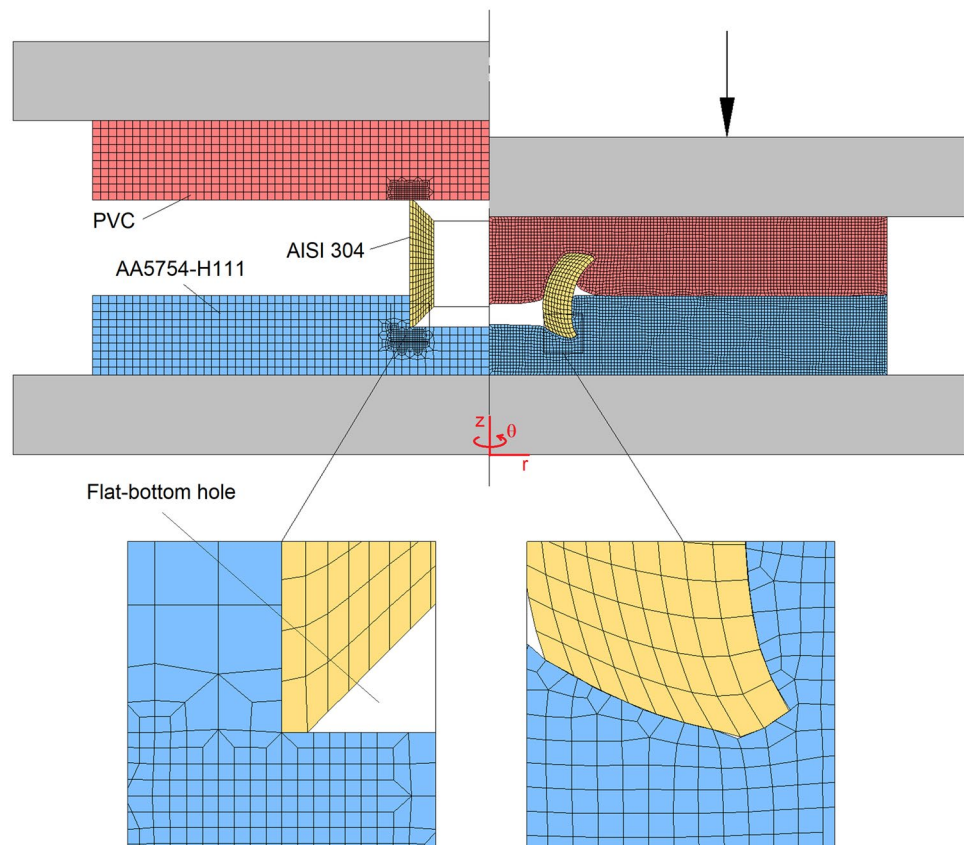 PVC
AISI 304
AA5754-H111
z
θ
r
Flat-bottom hole